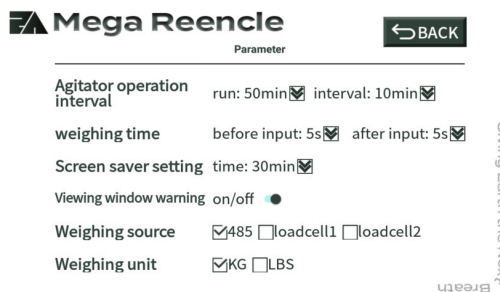 Mega Reencle
BACK
Parameter
Agitator operation interval run: 50min interval: 10min
weighing time before input: 5s after input: 5s
Screen saver setting time: 30min
Viewing window warning on/off
Weighing source 485 loadcell1 loadcell2
Weighing unit KG LBS
Breath